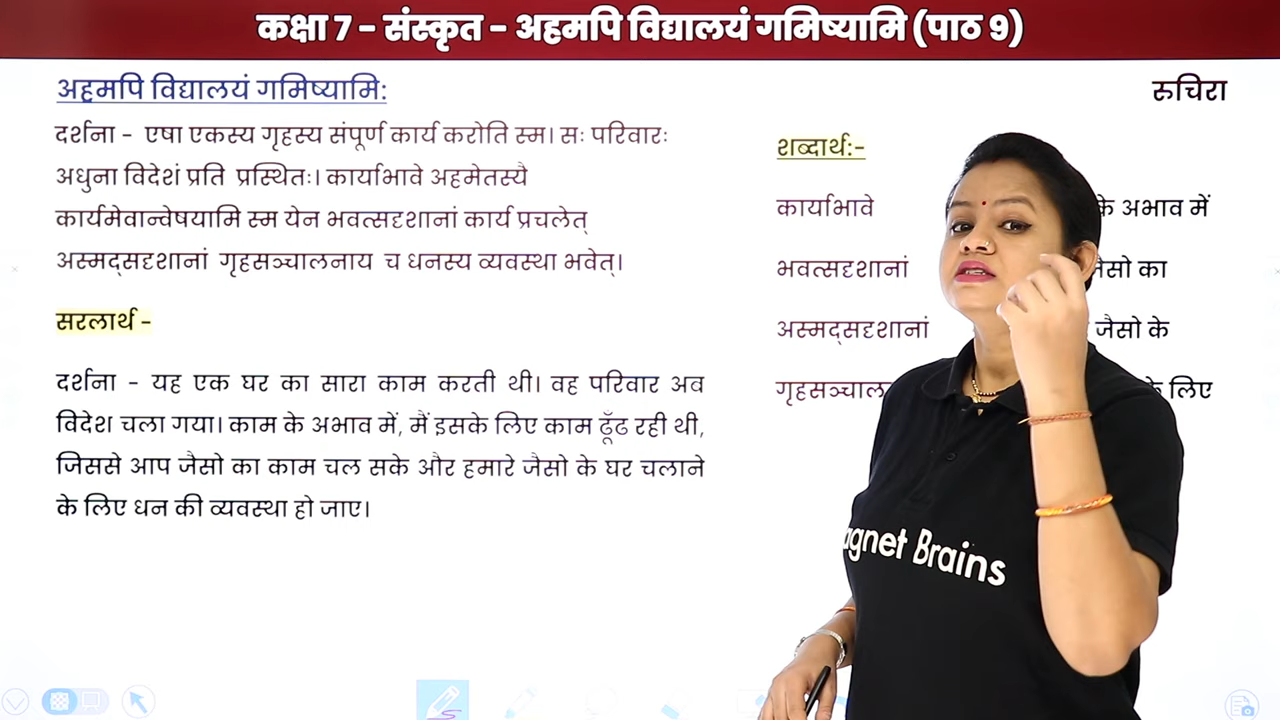 कक्षा 7 - संस्कृत - अहमपि विद्यालयं गमिष्यामि (पाठ 9)
अहमपि विद्यालयं गमिष्यामि:
रुचिरा
दर्शना - एषा एकस्य गृहस्य संपूर्ण कार्य करोति स्म। सः परिवारः
अधुना विदेशं प्रति प्रस्थितः। कार्याभावे अहमेतस्यै
कार्यमेवान्वेषयामि स्म येन भवत्सदृशानां कार्य प्रचलेत्
अस्मद्सदृशानां गृहसञ्चालनाय च धनस्य व्यवस्था भवेत्।
सरलार्थ -
दर्शना - यह एक घर का सारा काम करती थी। वह परिवार अव
विदेश चला गया। काम के अभाव में, मैं इसके लिए काम ढूँढ रही थी,
जिससे आप जैसो का काम चल सके और हमारे जैसो के घर चलाने
के लिए धन की व्यवस्था हो जाए।
शब्दार्थ:-
कार्याभावे के अभाव में
भवत्सदृशानां जैसो का
अस्मद्सदृशानां जैसो के
लिए
agnet Brains